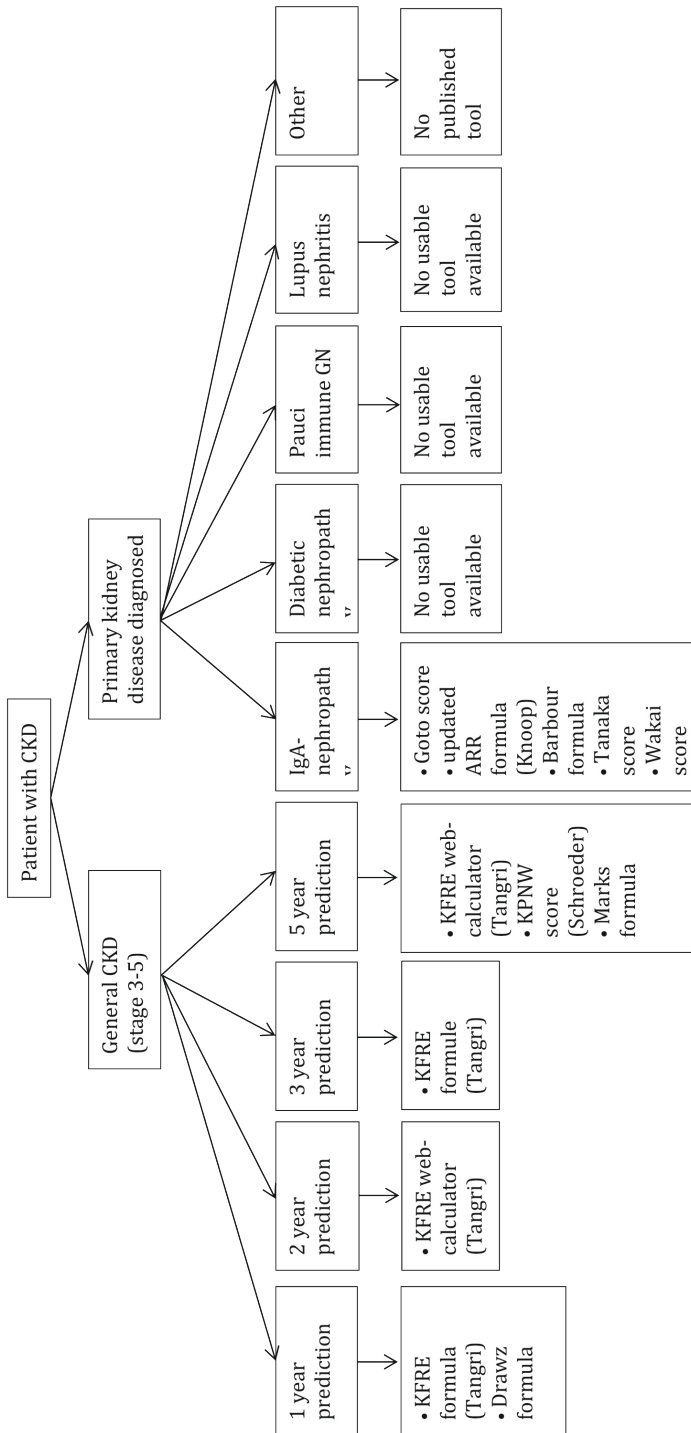 Patient with CKD
General CKD
(stage 3-5)
Primary kidney
disease diagnosed
1 year
prediction
2 year
prediction
3 year
prediction
5 year
prediction
IgA-
nephropath
Diabetic
nephropath
Pauci
immune GN
Lupus
nephritis
Other
• KFRE
formula
(Tangri)
• Drawz
formula
• KFRE web-
calculator
(Tangri)
• KFRE
formule
(Tangri)
• KFRE web-
calculator
(Tangri)
• KPNW
score
(Schroeder)
• Marks
formula
• Goto score
• updated
ARR
formula
(Knoop)
• Barbour
formula
• Tanaka
score
• Wakai
score
No usable
tool
available
No usable
tool
available
No usable
tool
available
No
published
tool